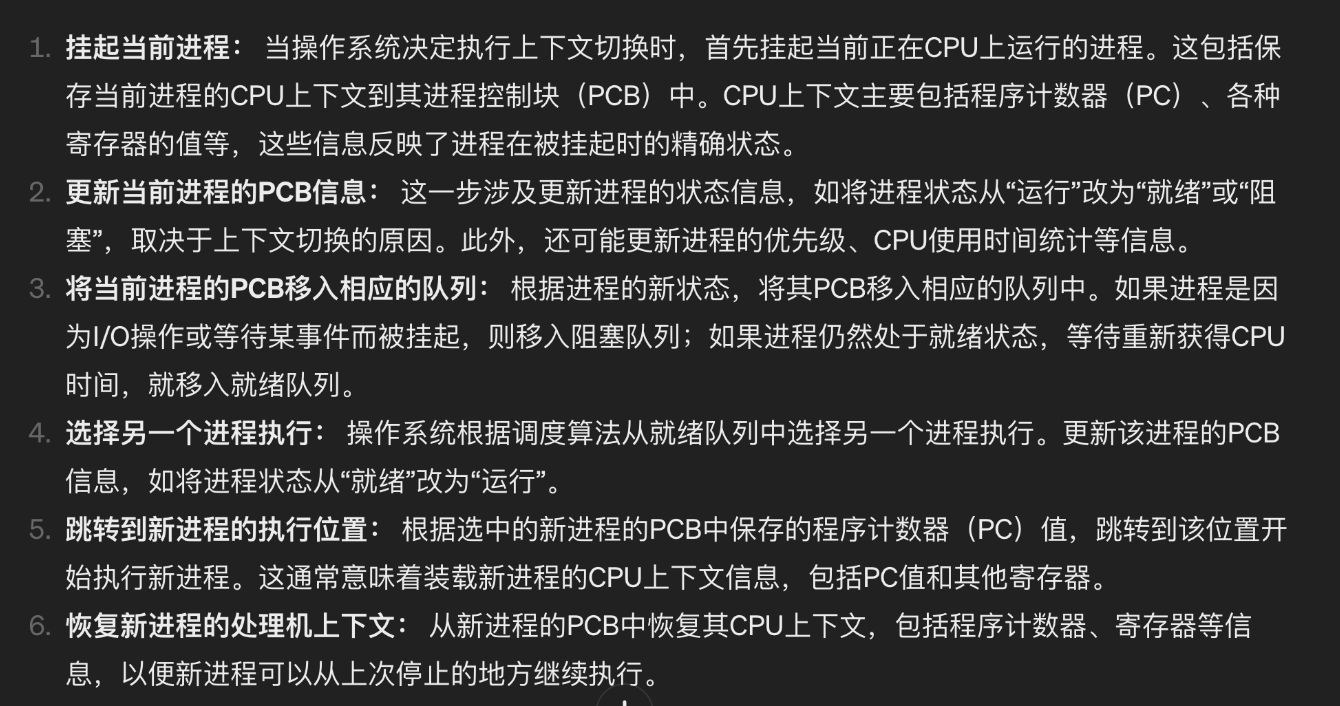 1. 挂起当前进程： 当操作系统决定执行上下文切换时，首先挂起当前正在CPU上运行的进程。这包括保
存当前进程的CPU上下文到其进程控制块（PCB）中。CPU上下文主要包括程序计数器（PC）、各种
寄存器的值等，这些信息反映了进程在被挂起时的精确状态。
2. 更新当前进程的PCB信息： 这一步涉及更新进程的状态信息，如将进程状态从“运行”改为“就绪”或“阻
塞”，取决于上下文切换的原因。此外，还可能更新进程的优先级、CPU使用时间统计等信息。
3. 将当前进程的PCB移入相应的队列： 根据进程的新状态，将其PCB移入相应的队列中。如果进程是因
为I/O操作或等待某事件而被挂起，则移入阻塞队列；如果进程仍然处于就绪状态，等待重新获得CPU
时间，就移入就绪队列。
4. 选择另一个进程执行： 操作系统根据调度算法从就绪队列中选择另一个进程执行。更新该进程的PCB
信息，如将进程状态从“就绪”改为“运行”。
5. 跳转到新进程的执行位置： 根据选中的新进程的PCB中保存的程序计数器（PC）值，跳转到该位置开
始执行新进程。这通常意味着装载新进程的CPU上下文信息，包括PC值和其他寄存器。
6. 恢复新进程的处理机上下文： 从新进程的PCB中恢复其CPU上下文，包括程序计数器、寄存器等信
息，以便新进程可以从上次停止的地方继续执行。